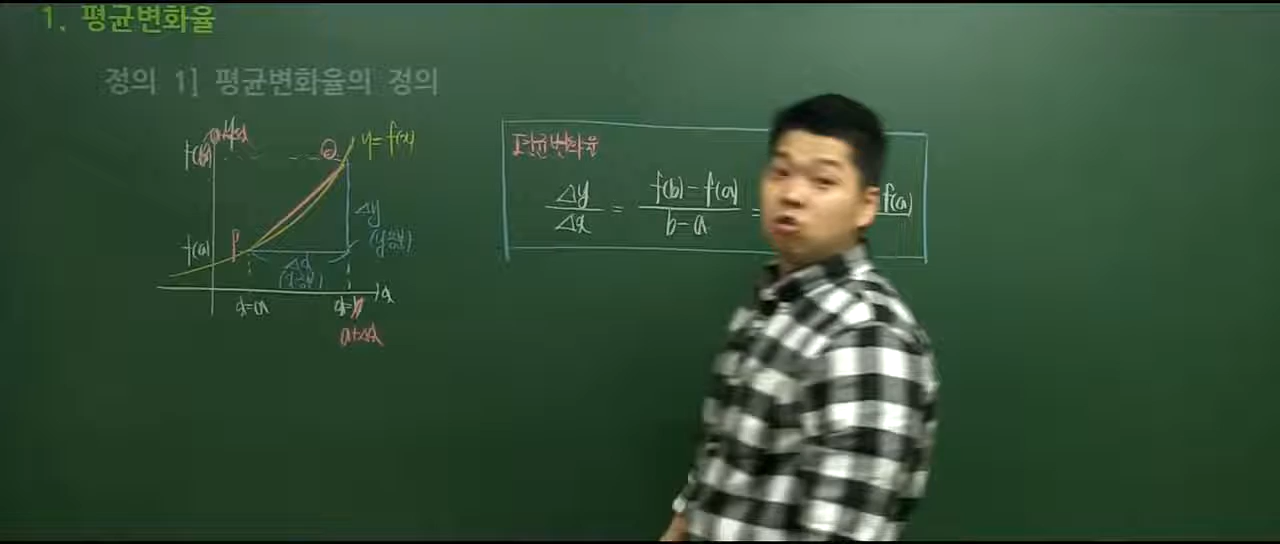 1. 평균변화율
정의 1] 평균변화율의 정의
f(b)
a+Δx
Q
y=f(x)
Δy
f(a)
P
Δx
x=a
x=b
x
a+Δx
평균변화율
Δy/Δx = f(b)-f(a)/b-a =
f(a)